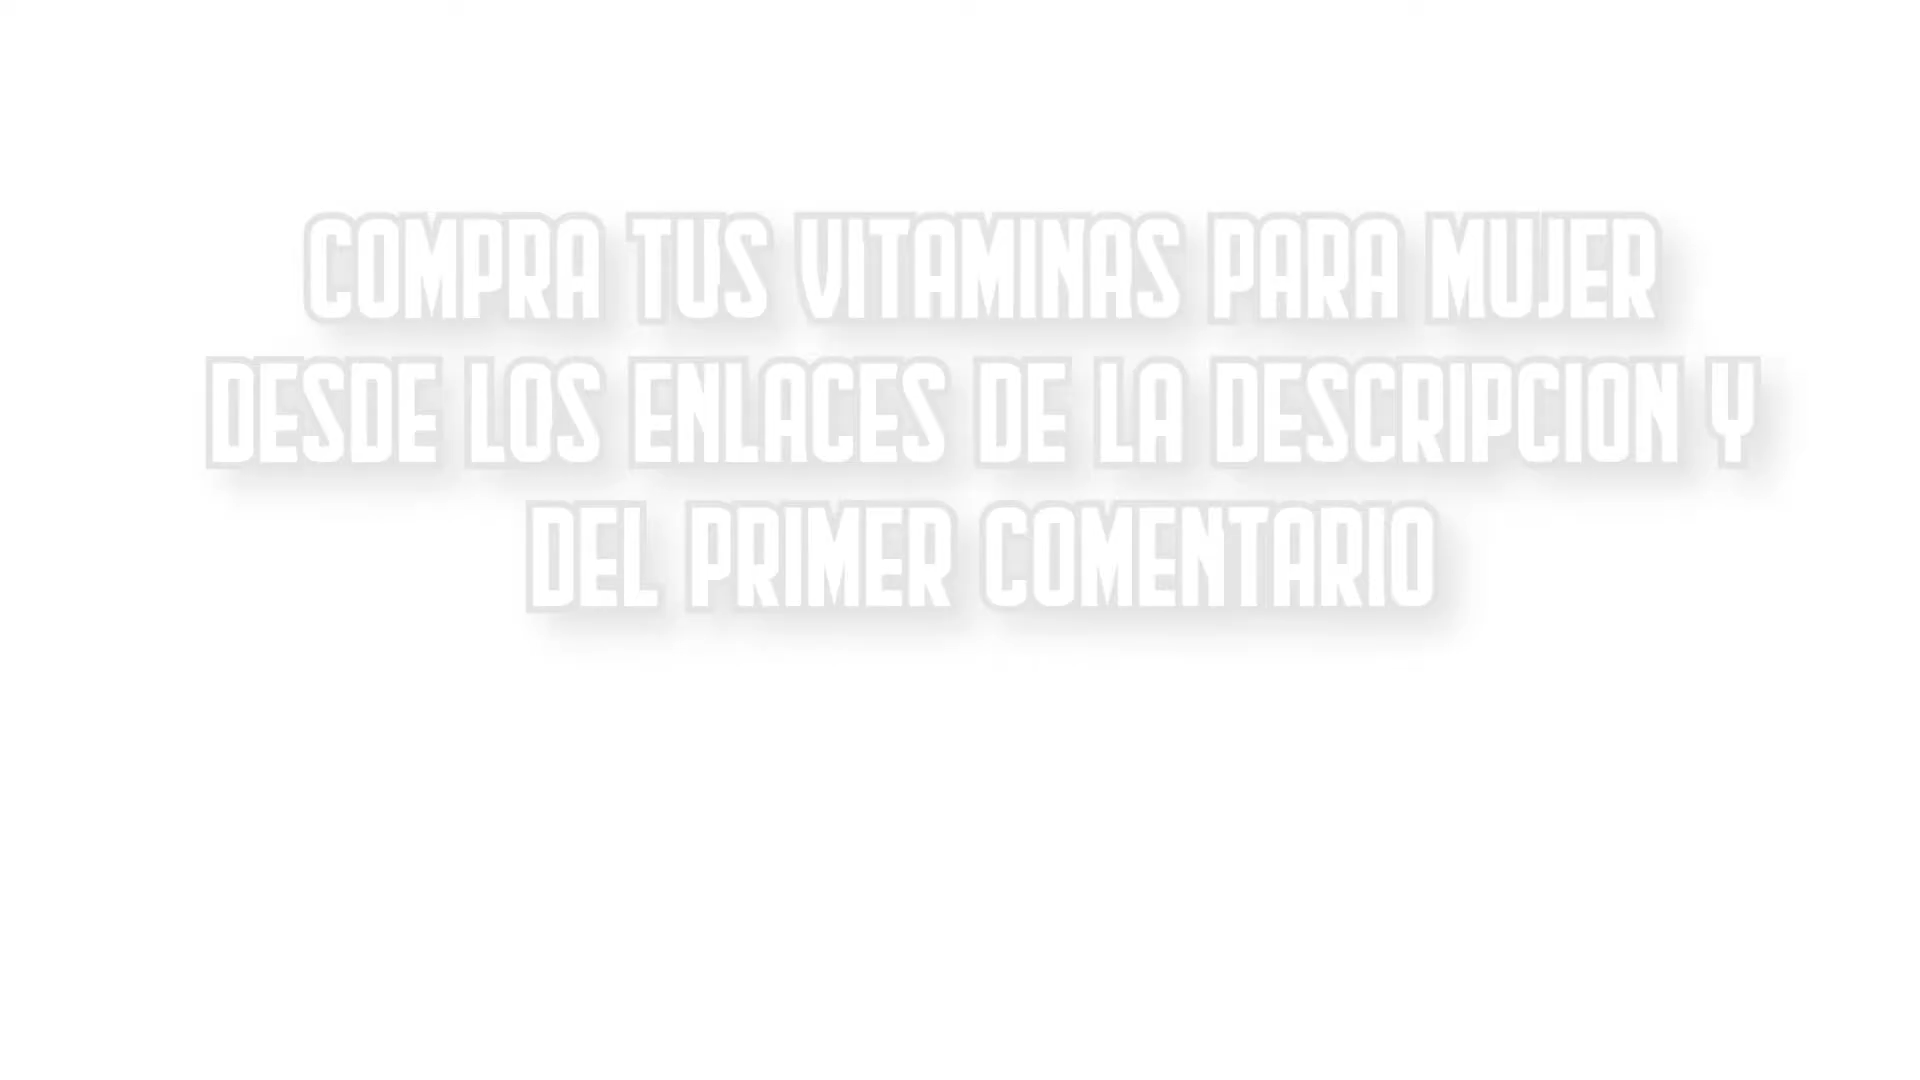 COMPRA TUS VITAMINAS PARA MUJER
DESDE LOS ENLACES DE LA DESCRIPCION Y
DEL PRIMER COMENTARIO